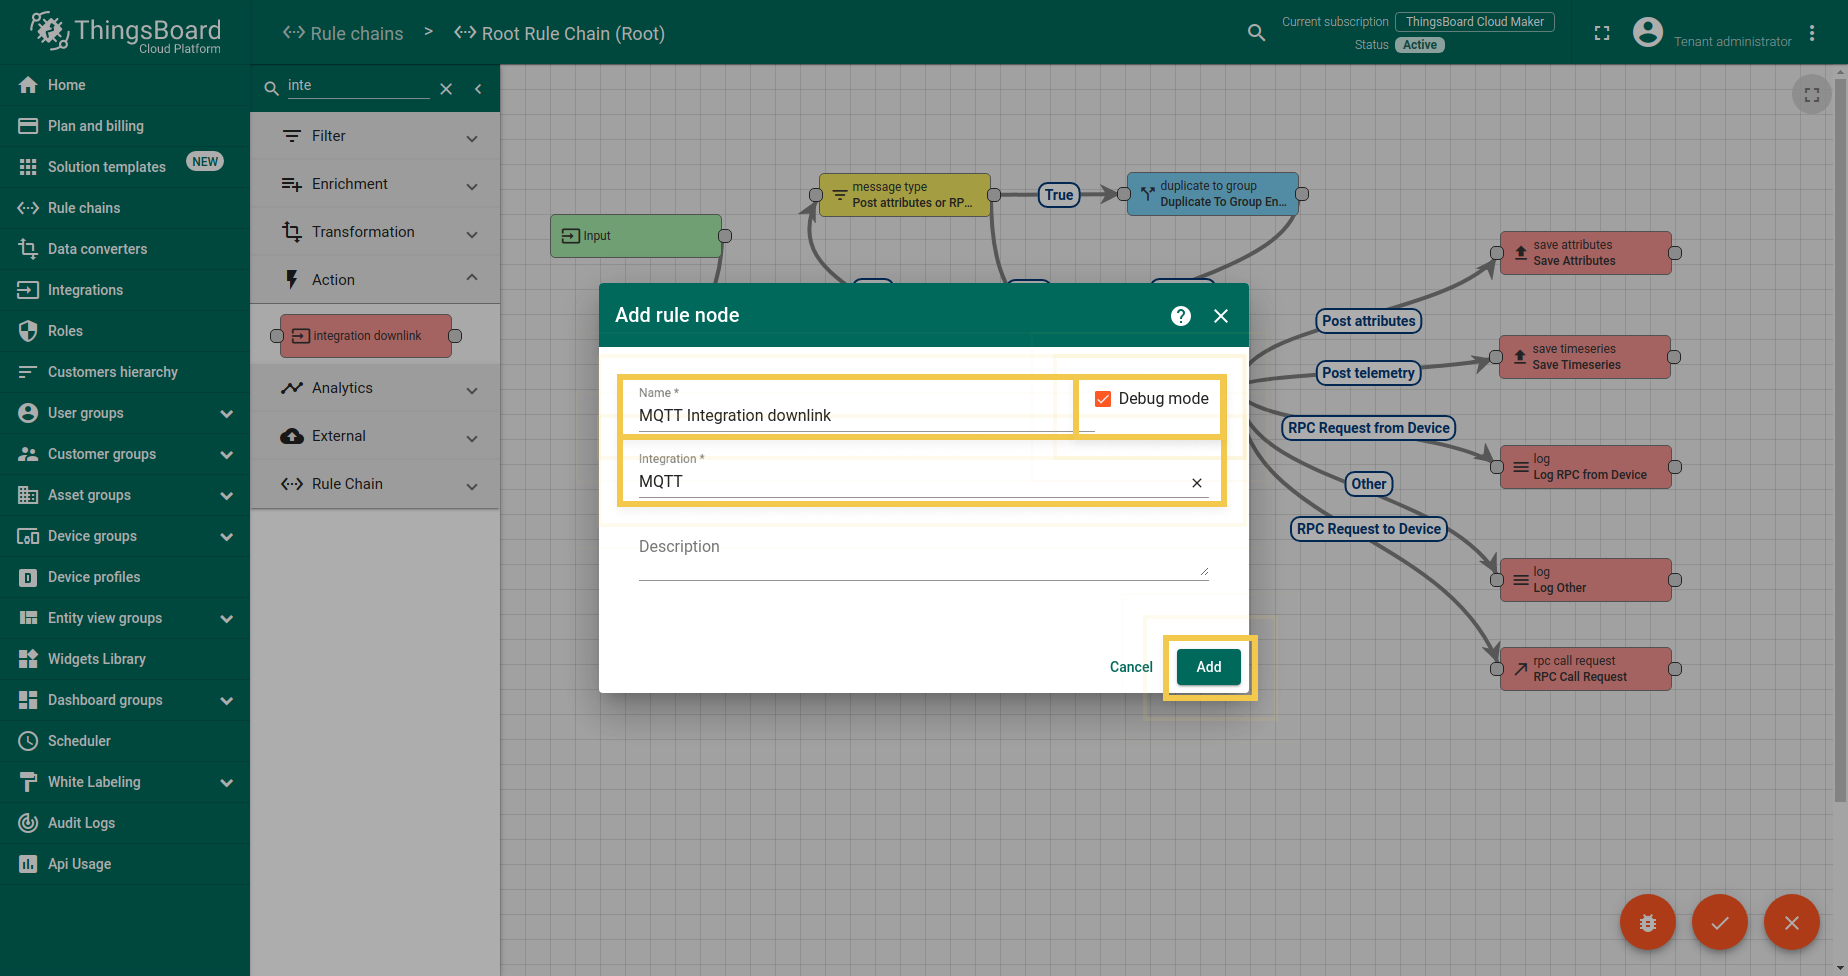 ThingsBoard
Cloud Platform
Rule chains > Root Rule Chain (Root)
Current subscription ThingsBoard Cloud Maker
Status Active
Tenant administrator
Home
Plan and billing
Solution templates NEW
Rule chains
Data converters
Integrations
Roles
Customers hierarchy
User groups
Customer groups
Asset groups
Device groups
Device profiles
Entity view groups
Widgets Library
Dashboard groups
Scheduler
White Labeling
Audit Logs
Api Usage
inte
Filter
Enrichment
Transformation
Action
integration downlink
Analytics
External
Rule Chain
Input
message type
Post attributes or RP...
True
duplicate to group
Duplicate To Group En...
save attributes
Save Attributes
Post attributes
save timeseries
Save Timeseries
Post telemetry
RPC Request from Device
log
Log RPC from Device
Other
RPC Request to Device
log
Log Other
rpc call request
RPC Call Request
Add rule node
Name *
MQTT Integration downlink
Debug mode
Integration *
MQTT
Description
Cancel
Add